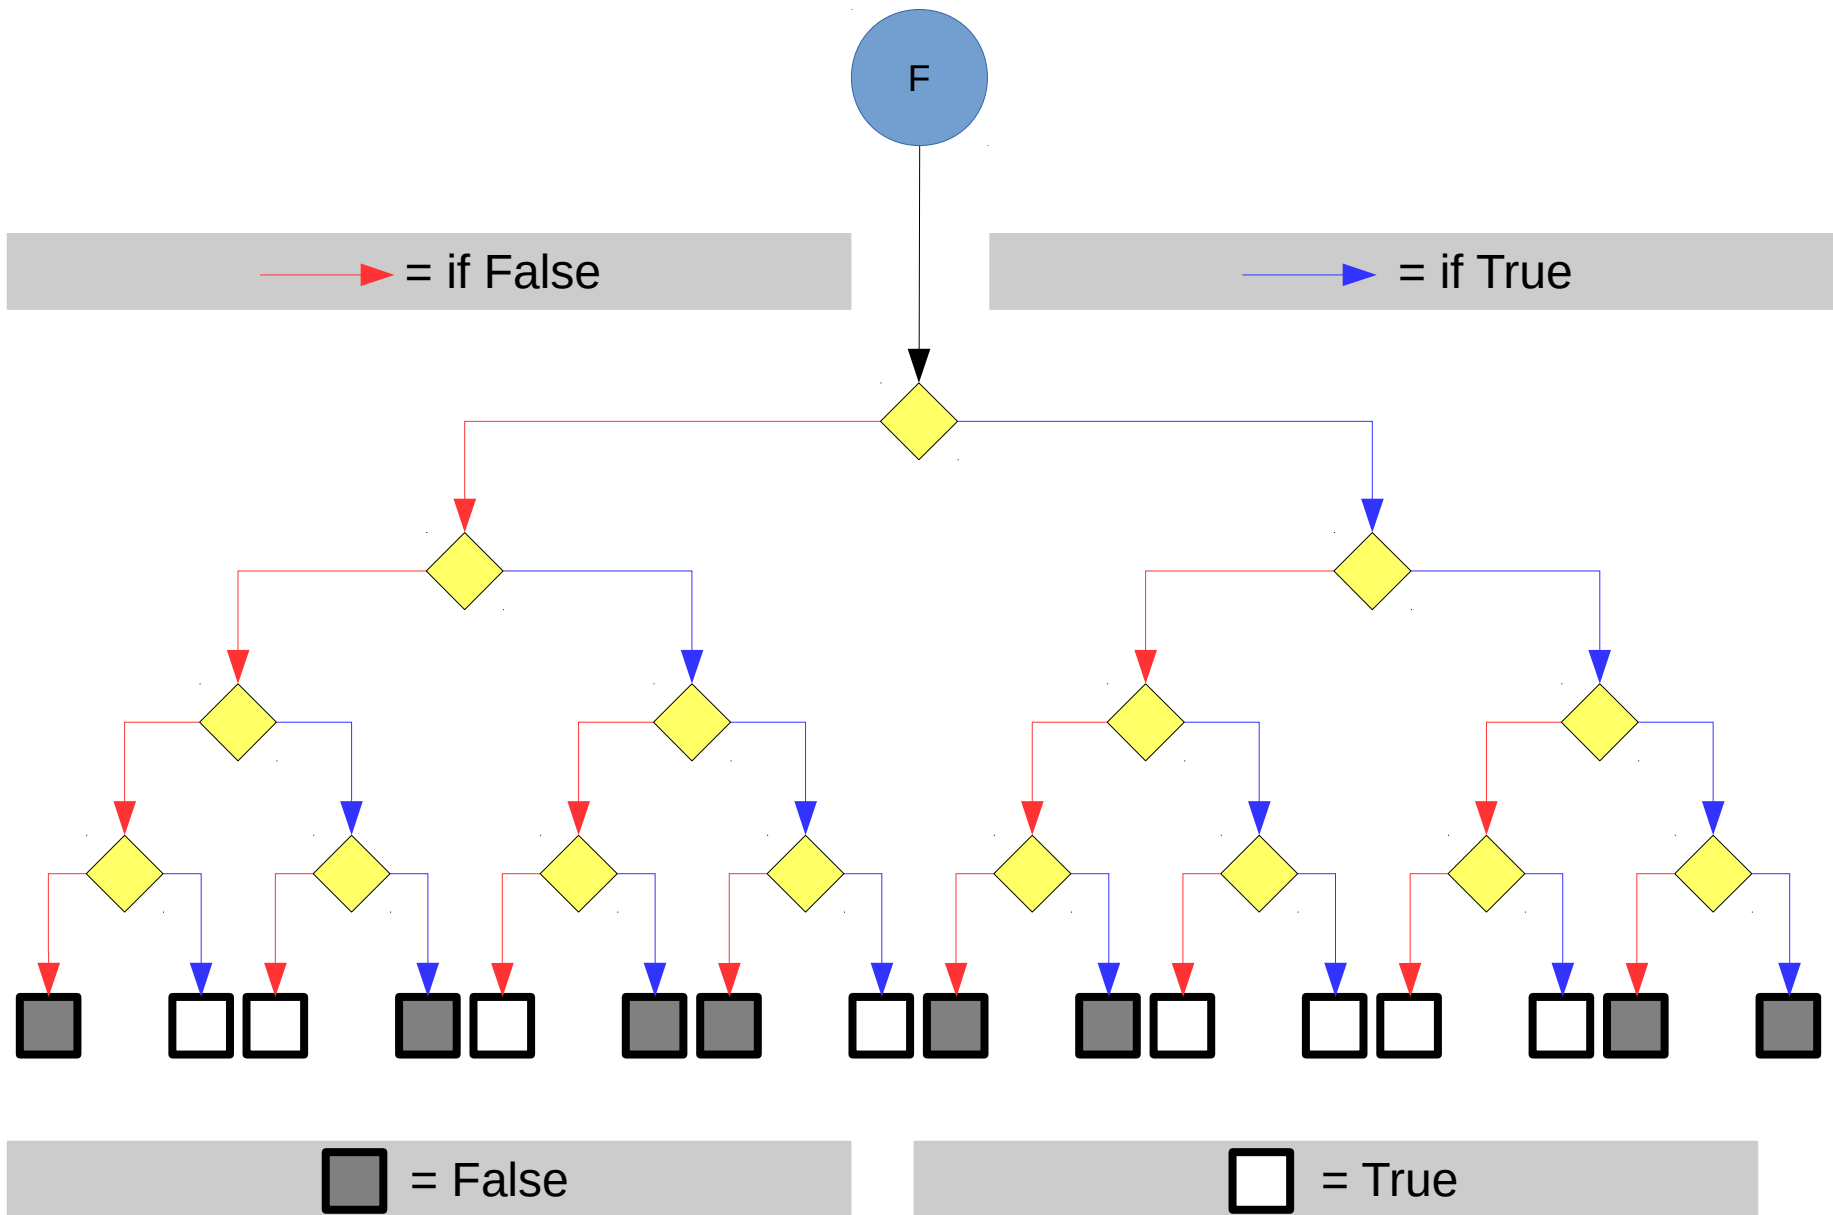 F
= if False
= if True
= False
= True